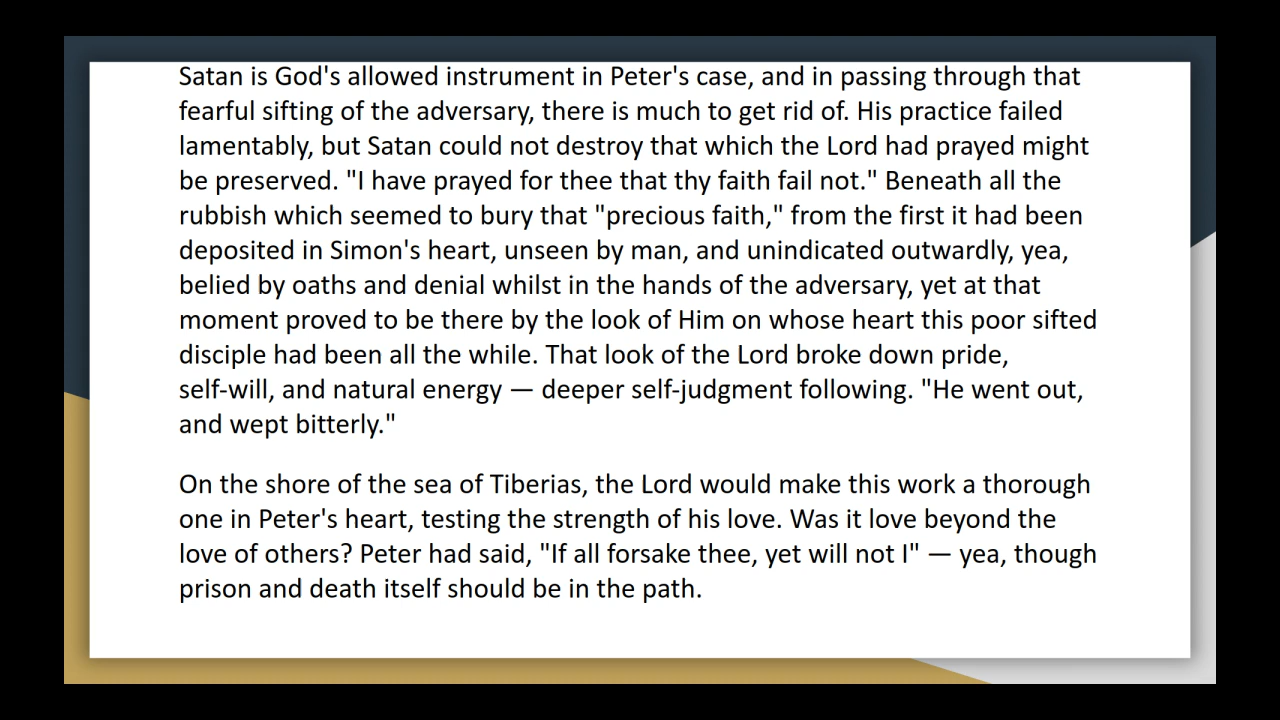 Satan is God's allowed instrument in Peter's case, and in passing through that
fearful sifting of the adversary, there is much to get rid of. His practice failed
lamentably, but Satan could not destroy that which the Lord had prayed might
be preserved. "I have prayed for thee that thy faith fail not." Beneath all the
rubbish which seemed to bury that "precious faith," from the first it had been
deposited in Simon's heart, unseen by man, and unindicated outwardly, yea,
belied by oaths and denial whilst in the hands of the adversary, yet at that
moment proved to be there by the look of Him on whose heart this poor sifted
disciple had been all the while. That look of the Lord broke down pride,
self-will, and natural energy — deeper self-judgment following. "He went out,
and wept bitterly."
On the shore of the sea of Tiberias, the Lord would make this work a thorough
one in Peter's heart, testing the strength of his love. Was it love beyond the
love of others? Peter had said, "If all forsake thee, yet will not I" — yea, though
prison and death itself should be in the path.